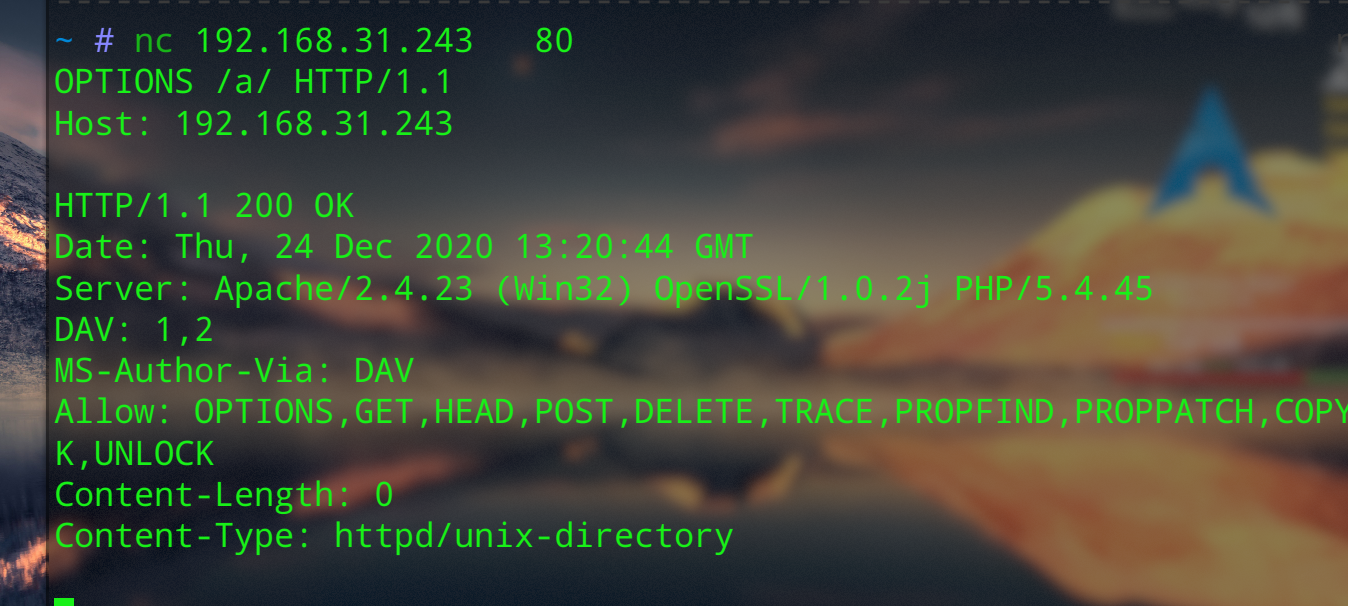 ~ # nc 192.168.31.243   80
OPTIONS /a/ HTTP/1.1
Host: 192.168.31.243
HTTP/1.1 200 OK
Date: Thu, 24 Dec 2020 13:20:44 GMT
Server: Apache/2.4.23 (Win32) OpenSSL/1.0.2j PHP/5.4.45
DAV: 1,2
MS-Author-Via: DAV
Allow: OPTIONS,GET,HEAD,POST,DELETE,TRACE,PROPFIND,PROPPATCH,COPY
K,UNLOCK
Content-Length: 0
Content-Type: httpd/unix-directory